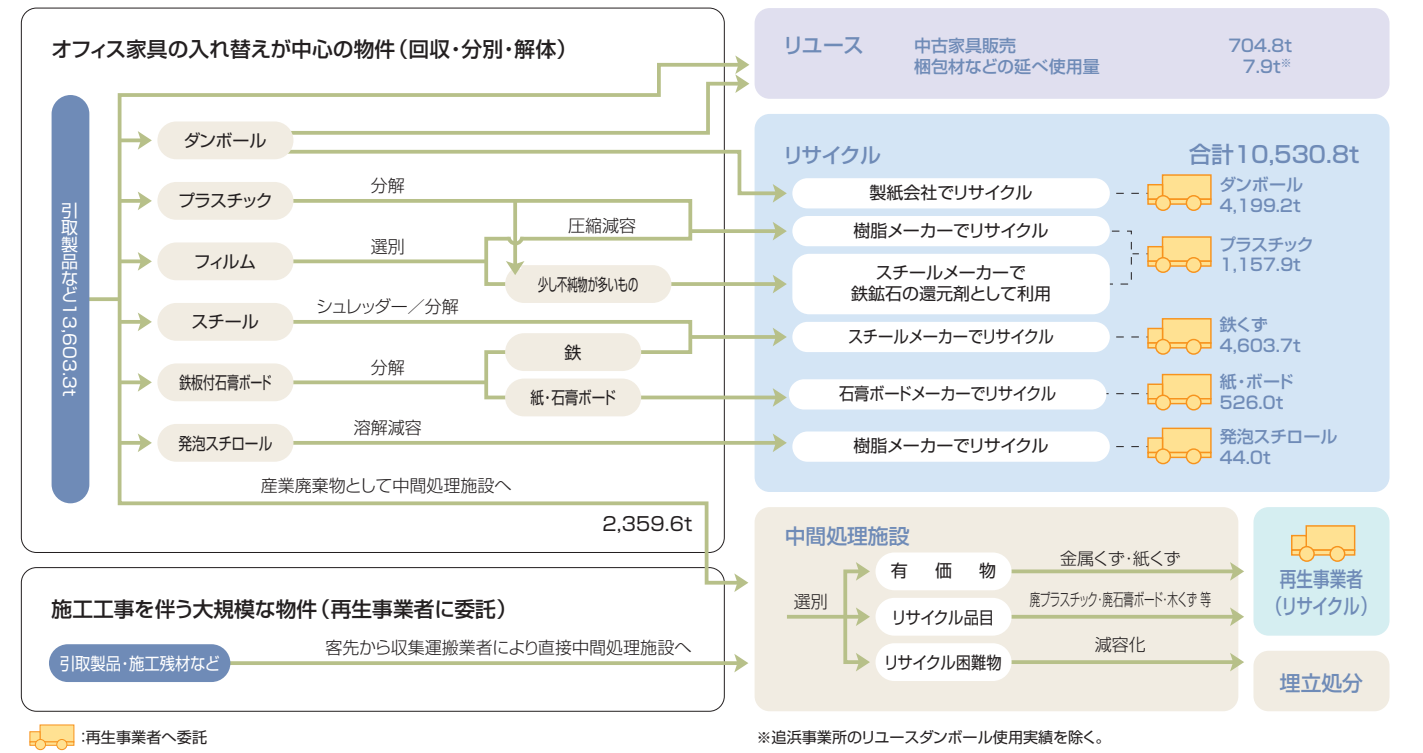 オフィス家具の入れ替えが中心の物件（回収・分別・解体）
引取製品など13,603.3t
ダンボール
プラスチック
分解
圧縮減容
フィルム
選別
少し不純物が多いもの
スチール
シュレッダー／分解
鉄
鉄板付石膏ボード
分解
紙・石膏ボード
発泡スチロール
溶解減容
産業廃棄物として中間処理施設へ
2,359.6t
施工工事を伴う大規模な物件（再生事業者に委託）
引取製品・施工残材など
客先から収集運搬業者により直接中間処理施設へ
:再生事業者へ委託
リユース
中古家具販売 704.8t
梱包材などの延べ使用量 7.9t※
リサイクル
合計10,530.8t
製紙会社でリサイクル
ダンボール
4,199.2t
樹脂メーカーでリサイクル
スチールメーカーで
鉄鉱石の還元剤として利用
プラスチック
1,157.9t
スチールメーカーでリサイクル
鉄くず
4,603.7t
石膏ボードメーカーでリサイクル
紙・ボード
526.0t
樹脂メーカーでリサイクル
発泡スチロール
44.0t
中間処理施設
選別
有価物
金属くず・紙くず
リサイクル品目
廃プラスチック・廃石膏ボード・木くず 等
リサイクル困難物
減容化
再生事業者
（リサイクル）
埋立処分
※追浜事業所のリユースダンボール使用実績を除く。